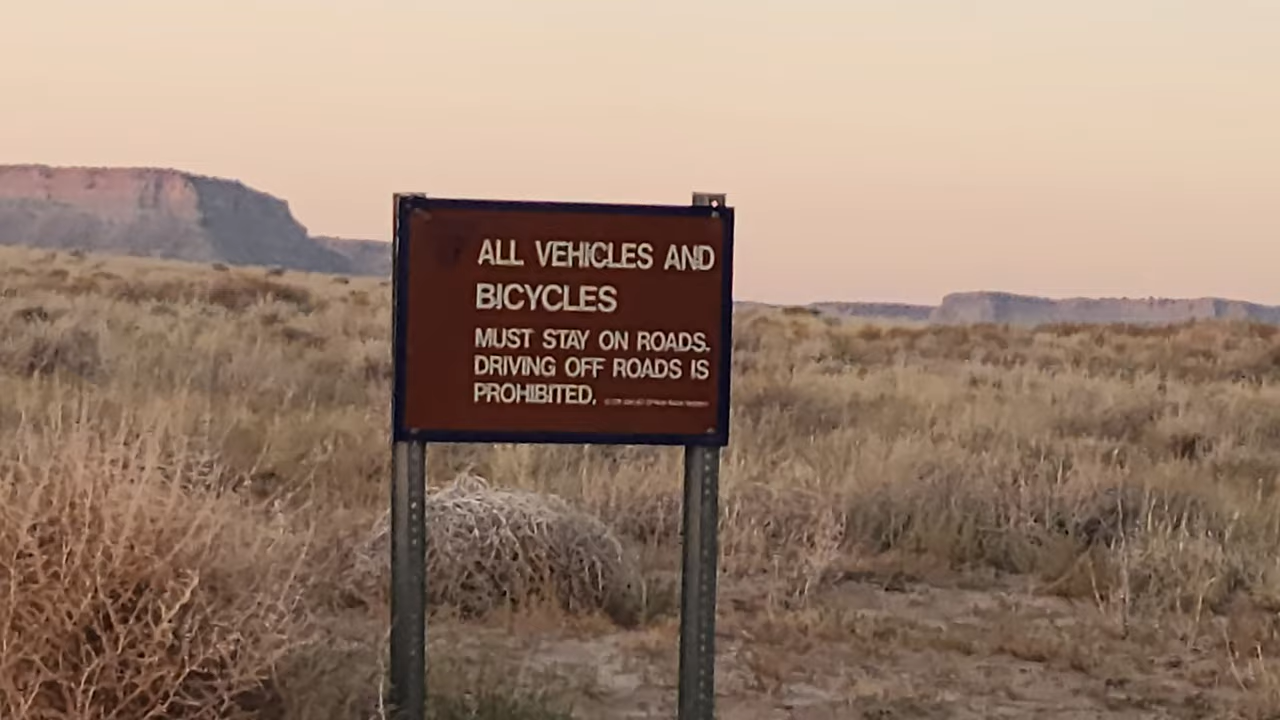 ALL VEHICLES AND
BICYCLES
MUST STAY ON ROADS.
DRIVING OFF ROADS IS
PROHIBITED.